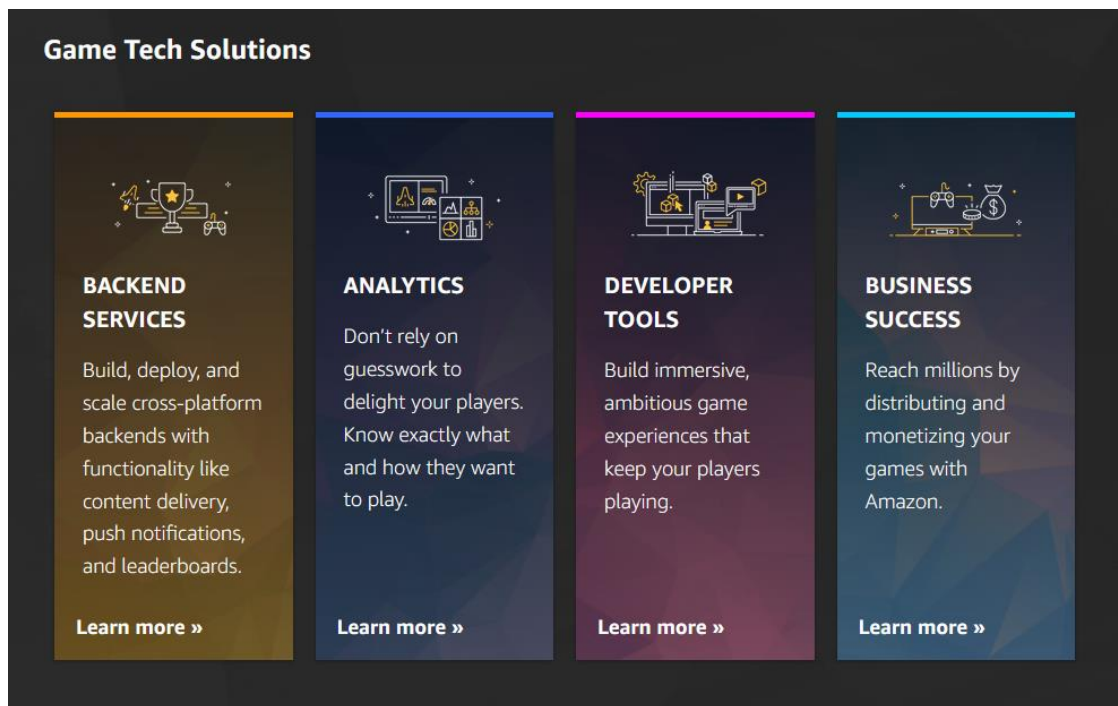 Game Tech Solutions
BACKEND
SERVICES
Build, deploy, and
scale cross-platform
backends with
functionality like
content delivery,
push notifications,
and leaderboards.
Learn more »
ANALYTICS
Don’t rely on
guesswork to
delight your players.
Know exactly what
and how they want
to play.
Learn more »
DEVELOPER
TOOLS
Build immersive,
ambitious game
experiences that
keep your players
playing.
Learn more »
BUSINESS
SUCCESS
Reach millions by
distributing and
monetizing your
games with
Amazon.
Learn more »